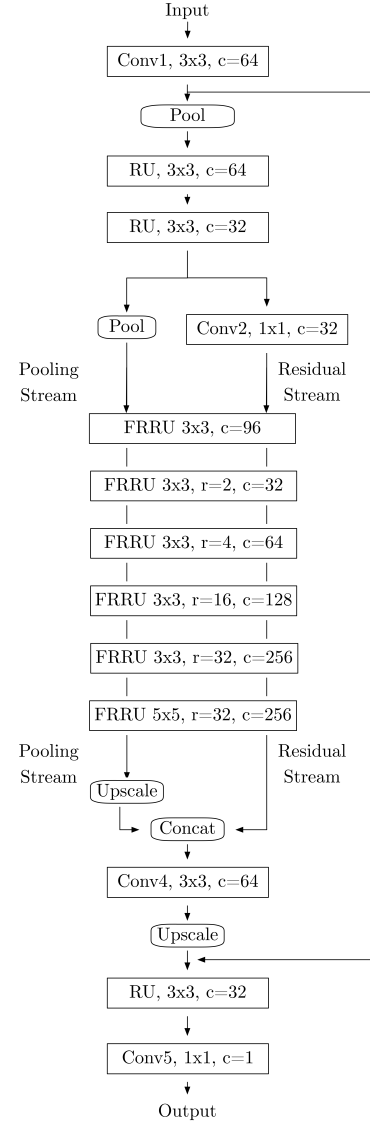 Input
Conv1, 3x3, c=64
Pool
RU, 3x3, c=64
RU, 3x3, c=32
Pool
Conv2, 1x1, c=32
Pooling
Stream
Residual
Stream
FRRU 3x3, c=96
FRRU 3x3, r=2, c=32
FRRU 3x3, r=4, c=64
FRRU 3x3, r=16, c=128
FRRU 3x3, r=32, c=256
FRRU 5x5, r=32, c=256
Pooling
Stream
Residual
Stream
Upscale
Concat
Conv4, 3x3, c=64
Upscale
RU, 3x3, c=32
Conv5, 1x1, c=1
Output